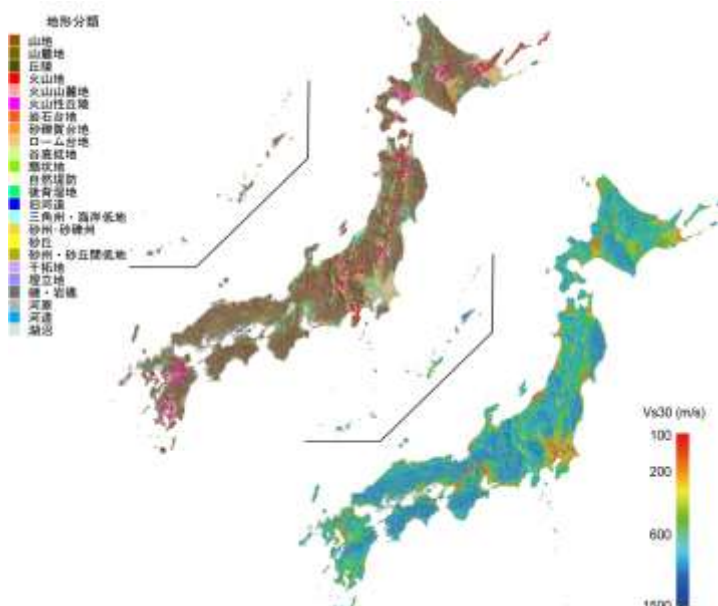 地形分類
山地
山麓地
丘陵
火山地
火山山麓地
火山性丘陵
岩石台地
砂礫質台地
ローム台地
谷底低地
扇状地
自然堤防
後背湿地
旧河道
三角州・海岸低地
砂州・砂礫州
砂丘
砂州・砂丘間低地
干拓地
埋立地
磯・岩礁
河原
河道
湖沼
Vs30 (m/s)
100
200
600
1500